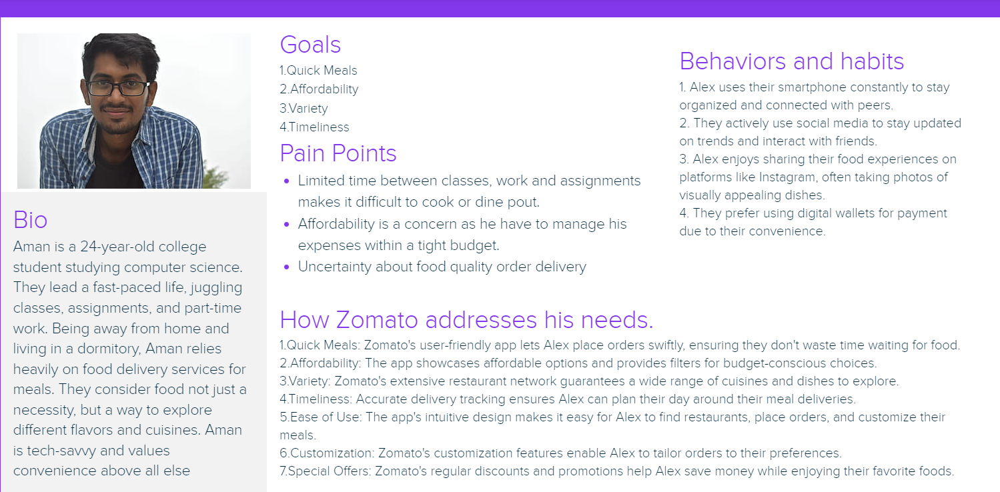 Goals
1.Quick Meals
2.Affordability
3.Variety
4.Timeliness
Pain Points
• Limited time between classes, work and assignments
makes it difficult to cook or dine pout.
• Affordability is a concern as he have to manage his
expenses within a tight budget.
• Uncertainty about food quality order delivery
Behaviors and habits
1. Alex uses their smartphone constantly to stay
organized and connected with peers.
2. They actively use social media to stay updated
on trends and interact with friends.
3. Alex enjoys sharing their food experiences on
platforms like Instagram, often taking photos of
visually appealing dishes.
4. They prefer using digital wallets for payment
due to their convenience.
Bio
Aman is a 24-year-old college
student studying computer science.
They lead a fast-paced life, juggling
classes, assignments, and part-time
work. Being away from home and
living in a dormitory, Aman relies
heavily on food delivery services for
meals. They consider food not just a
necessity, but a way to explore
different flavors and cuisines. Aman
is tech-savvy and values
convenience above all else
How Zomato addresses his needs.
1.Quick Meals: Zomato's user-friendly app lets Alex place orders swiftly, ensuring they don't waste time waiting for food.
2.Affordability: The app showcases affordable options and provides filters for budget-conscious choices.
3.Variety: Zomato's extensive restaurant network guarantees a wide range of cuisines and dishes to explore.
4.Timeliness: Accurate delivery tracking ensures Alex can plan their day around their meal deliveries.
5.Ease of Use: The app's intuitive design makes it easy for Alex to find restaurants, place orders, and customize their
meals.
6.Customization: Zomato's customization features enable Alex to tailor orders to their preferences.
7.Special Offers: Zomato's regular discounts and promotions help Alex save money while enjoying their favorite foods.